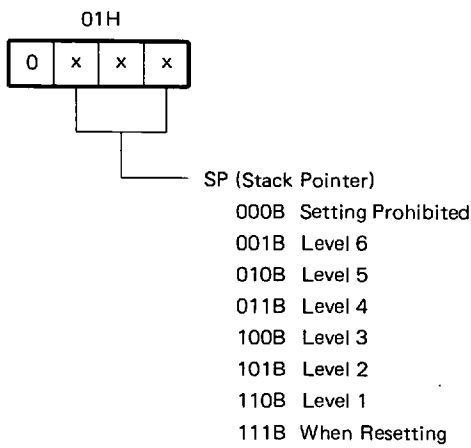 01H
0 x x x
SP (Stack Pointer)
000B Setting Prohibited
001B Level 6
010B Level 5
011B Level 4
100B Level 3
101B Level 2
110B Level 1
111B When Resetting